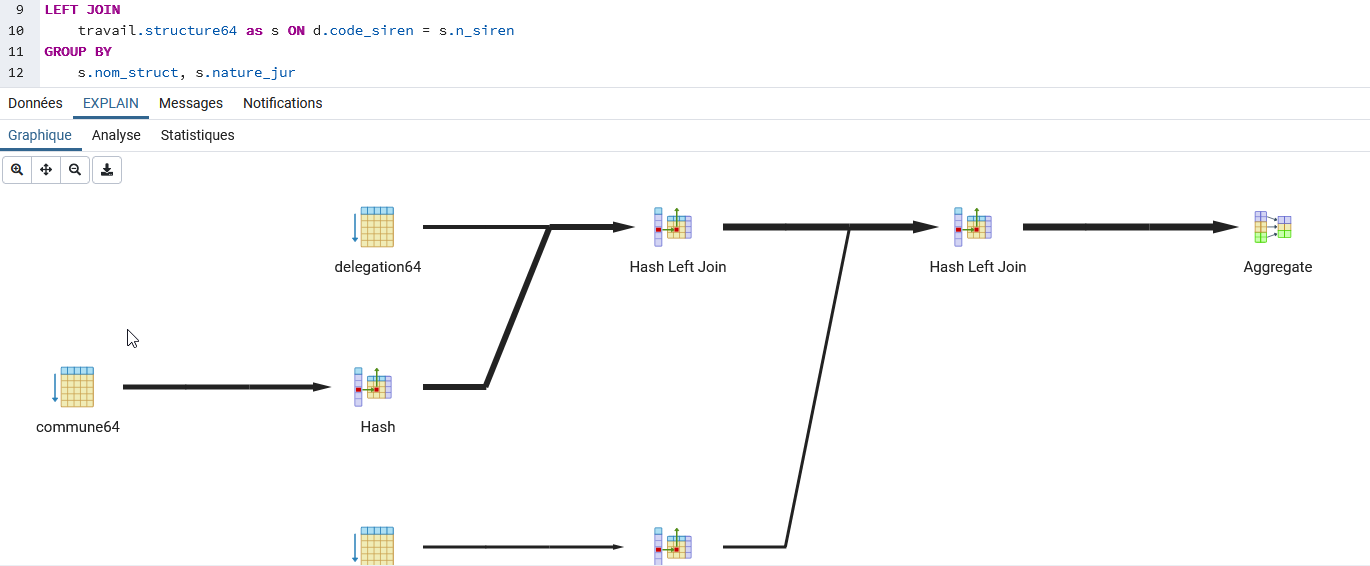 9 LEFT JOIN
10 travail.structure64 as s ON d.code_siren = s.n_siren
11 GROUP BY
12 s.nom_struct, s.nature_jur
Données EXPLAIN Messages Notifications
Graphique Analyse Statistiques
delegation64 Hash Left Join Hash Left Join Aggregate
commune64 Hash